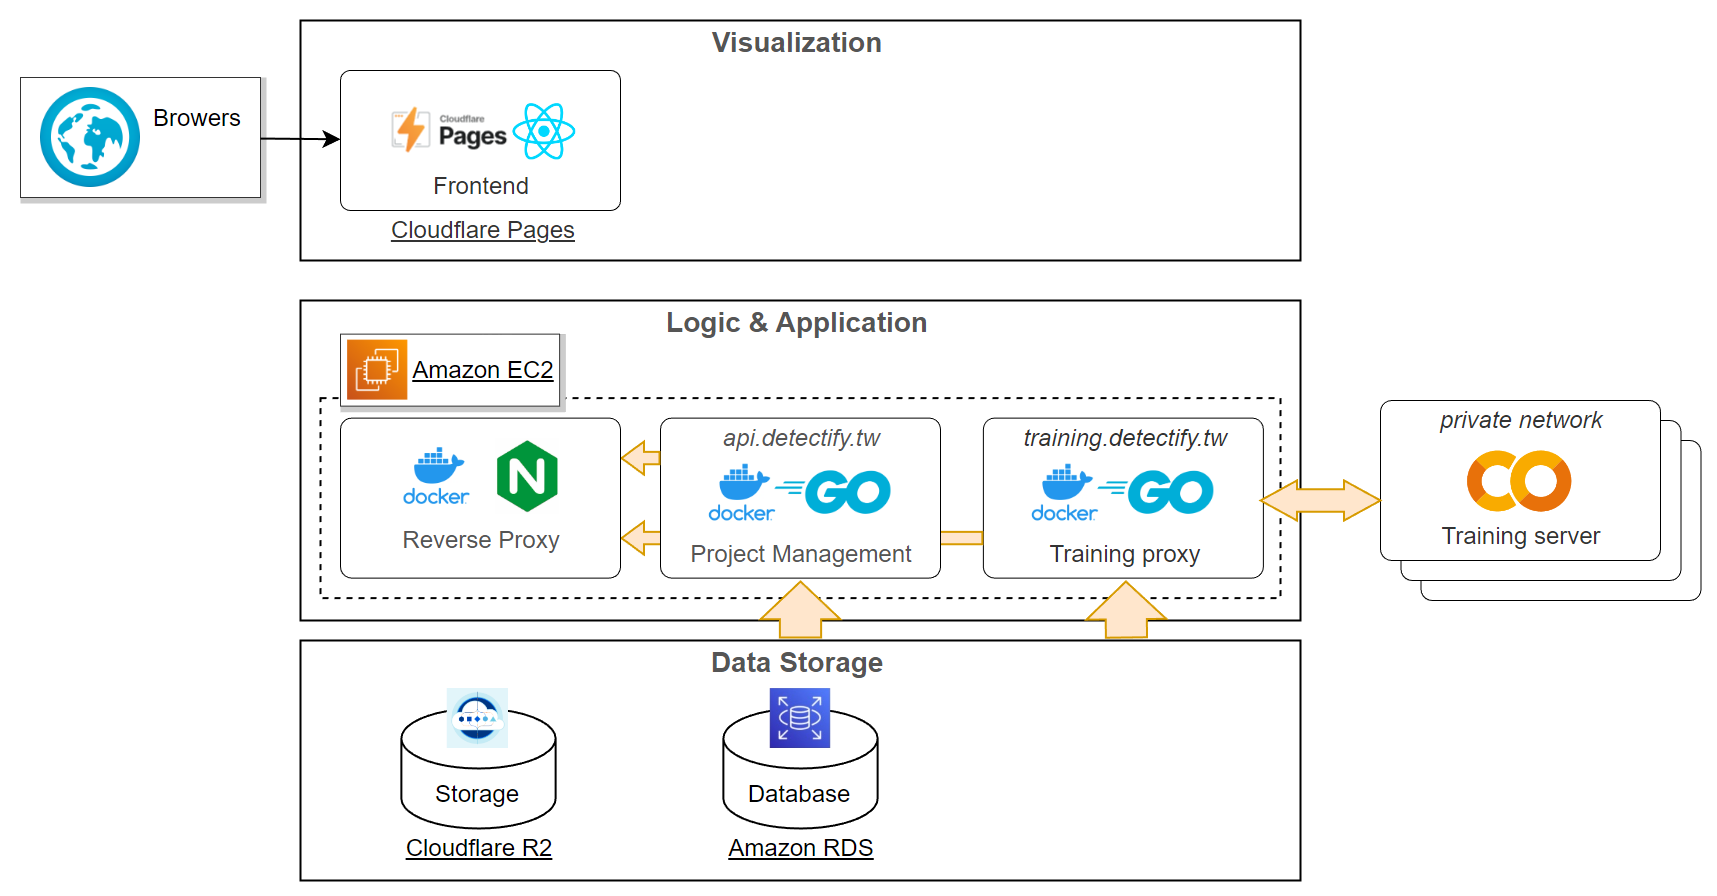 Visualization
Browers
Cloudflare
Pages
Frontend
Cloudflare Pages
Logic & Application
Amazon EC2
docker
N
Reverse Proxy
api.detectify.tw
docker
GO
Project Management
training.detectify.tw
docker
GO
Training proxy
private network
Training server
Data Storage
Storage
Cloudflare R2
Database
Amazon RDS